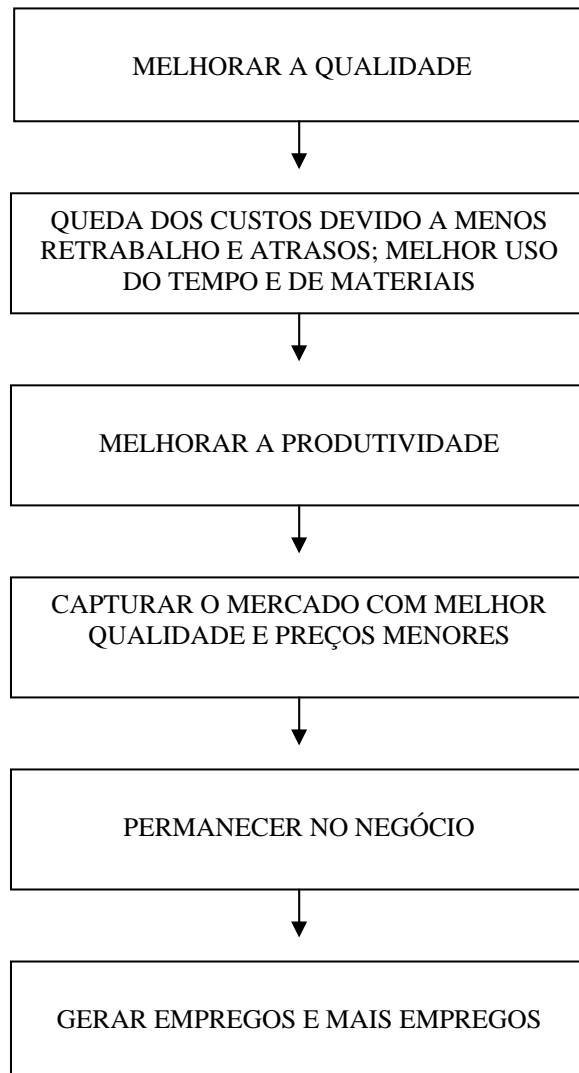 MELHORAR A QUALIDADE
QUEDA DOS CUSTOS DEVIDO A MENOS
RETRABALHO E ATRASOS; MELHOR USO
DO TEMPO E DE MATERIAIS
MELHORAR A PRODUTIVIDADE
CAPTURAR O MERCADO COM MELHOR
QUALIDADE E PREÇOS MENORES
PERMANECER NO NEGÓCIO
GERAR EMPREGOS E MAIS EMPREGOS